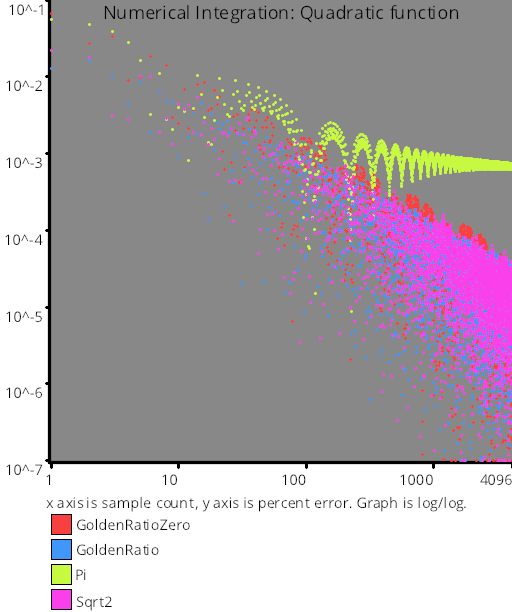 10^-1
Numerical Integration: Quadratic function
10^-2
10^-3
10^-4
10^-5
10^-6
10^-7
1 10 100 1000 4096
x axis is sample count, y axis is percent error. Graph is log/log.
GoldenRatioZero
GoldenRatio
Pi
Sqrt2